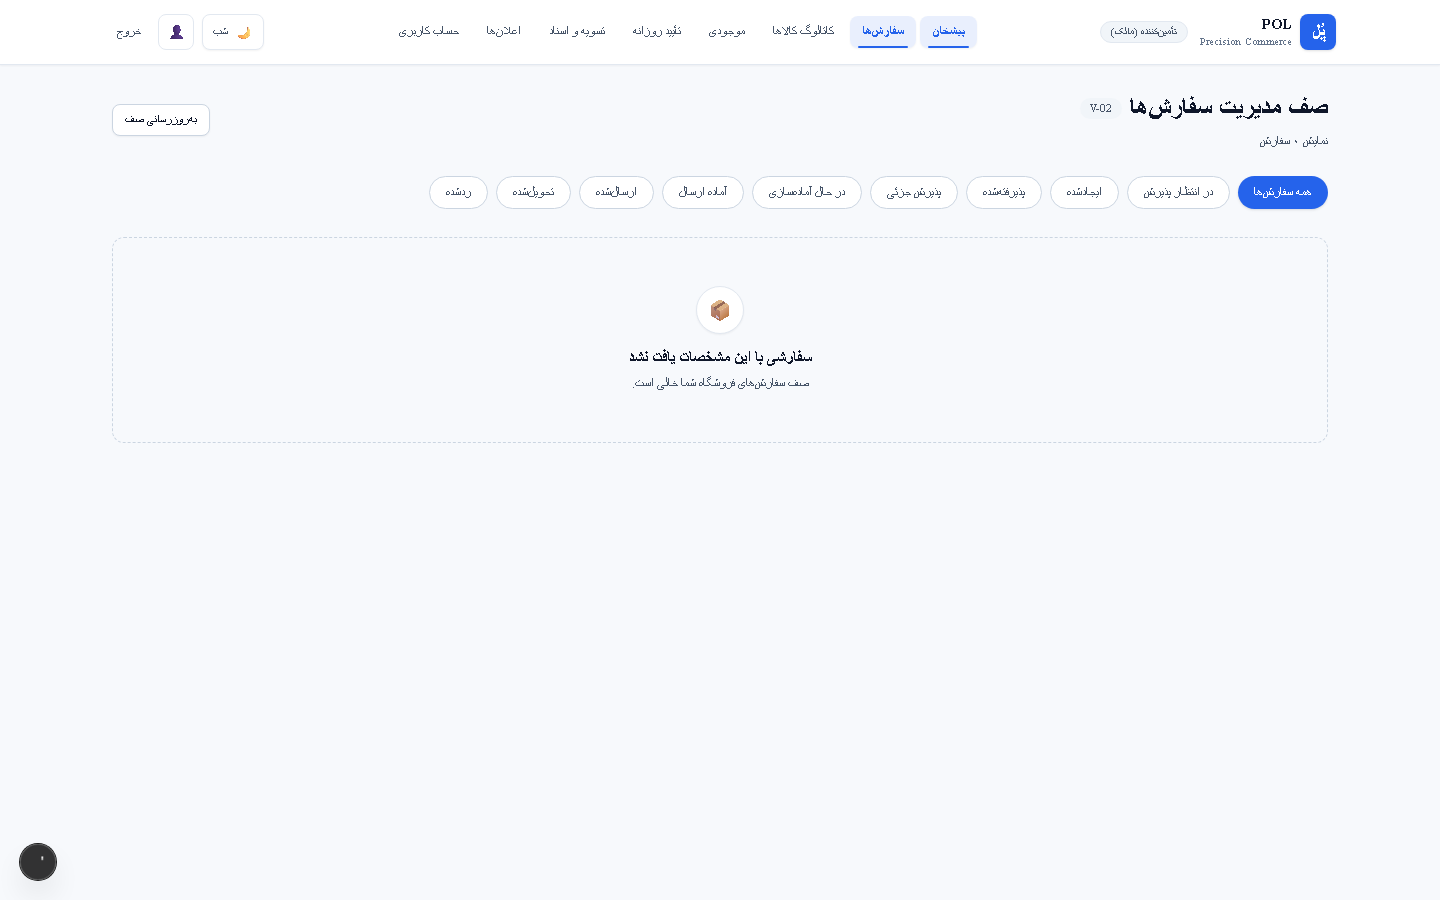 پُل
POL
Precision Commerce
تأمین‌کننده (مالک)
پیشخان
سفارش‌ها
کاتالوگ کالاها
موجودی
تأیید روزانه
تسویه و اسناد
اعلان‌ها
حساب کاربری
🌙 شب
👤
خروج
صف مدیریت سفارش‌ها
V-02
نمایش ۰ سفارش
به‌روزرسانی صف
همه سفارش‌ها
در انتظار پذیرش
ایجادشده
پذیرفته‌شده
پذیرش جزئی
در حال آماده‌سازی
آماده ارسال
ارسال‌شده
تحویل‌شده
ردشده
سفارشی با این مشخصات یافت نشد
صف سفارش‌های فروشگاه شما خالی است.